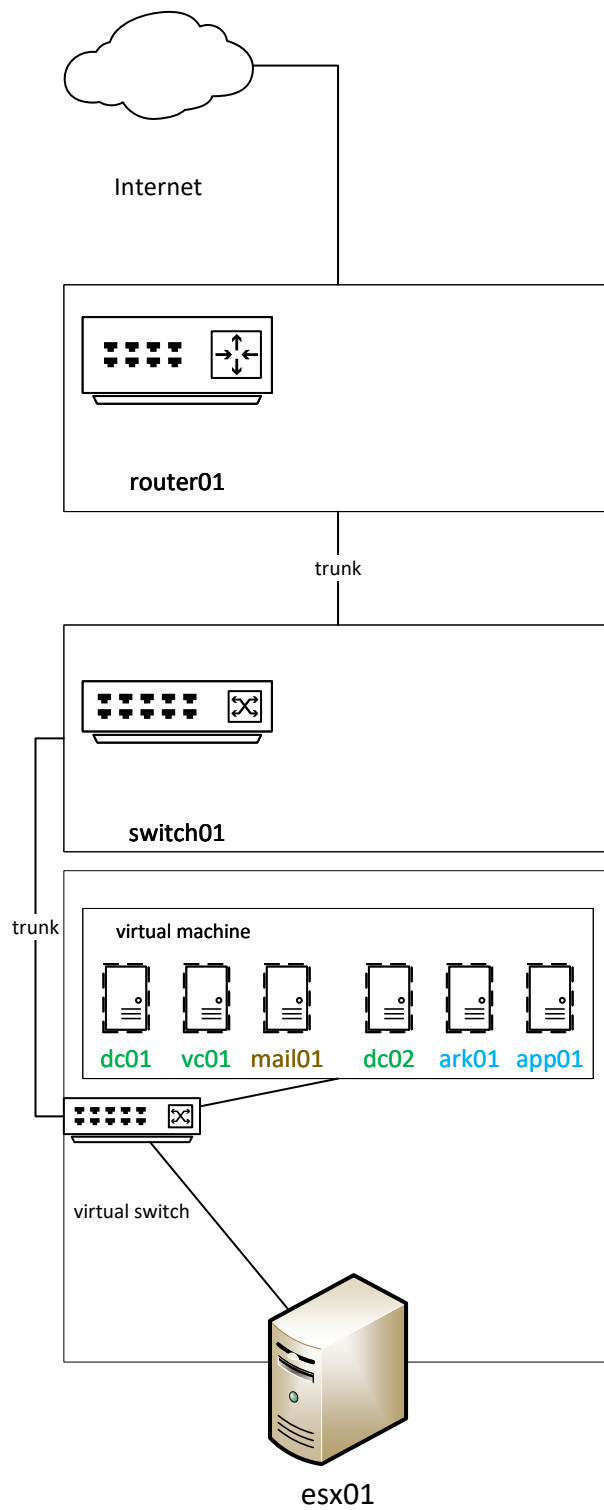 Internet
router01
trunk
switch01
trunk
virtual machine
dc01 vc01 mail01 dc02 ark01 app01
virtual switch
esx01